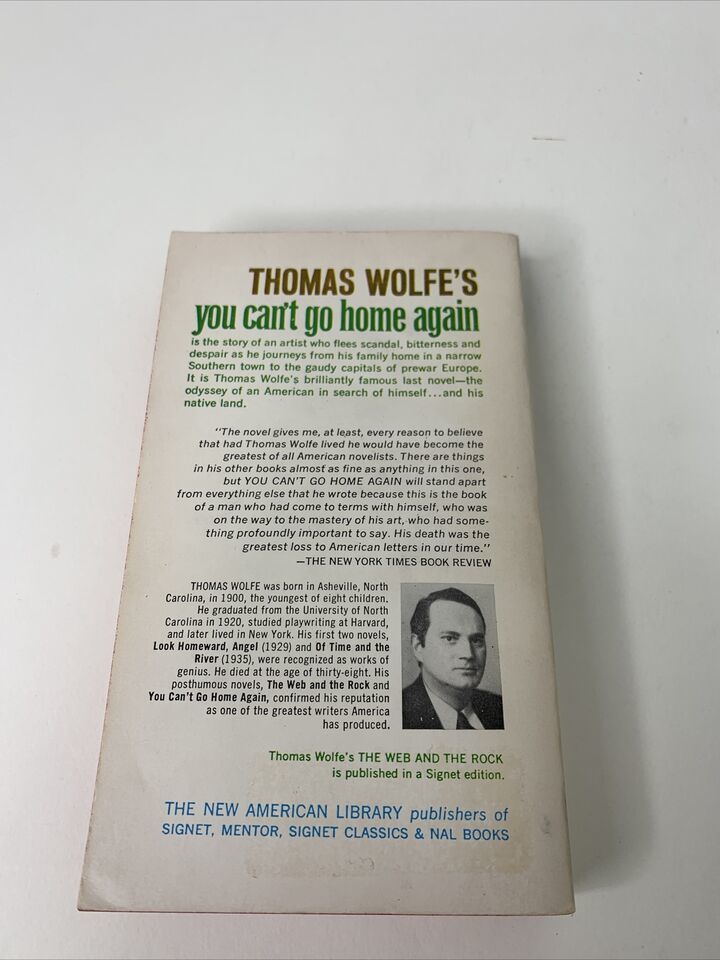 THOMAS WOLFE'S
you can't go home again
is the story of an artist who flees scandal, bitterness and
despair as he journeys from his family home in a narrow
Southern town to the gaudy capitals of prewar Europe.
It is Thomas Wolfe's brilliantly famous last novel—the
odyssey of an American in search of himself...and his
native land.
"The novel gives me, at least, every reason to believe
that had Thomas Wolfe lived he would have become the
greatest of all American novelists. There are things
in his other books almost as fine as anything in this one,
but YOU CAN'T GO HOME AGAIN will stand apart
from everything else that he wrote because this is the book
of a man who had come to terms with himself, who was
on the way to the mastery of his art, who had some-
thing profoundly important to say. His death was the
greatest loss to American letters in our time."
—THE NEW YORK TIMES BOOK REVIEW
THOMAS WOLFE was born in Asheville, North
Carolina, in 1900, the youngest of eight children.
He graduated from the University of North
Carolina in 1920, studied playwriting at Harvard,
and later lived in New York. His first two novels,
Look Homeward, Angel (1929) and Of Time and the
River (1935), were recognized as works of
genius. He died at the age of thirty-eight. His
posthumous novels, The Web and the Rock and
You Can't Go Home Again, confirmed his reputation
as one of the greatest writers America
has produced.
Thomas Wolfe's THE WEB AND THE ROCK
is published in a Signet edition.
THE NEW AMERICAN LIBRARY publishers of
SIGNET, MENTOR, SIGNET CLASSICS & NAL BOOKS